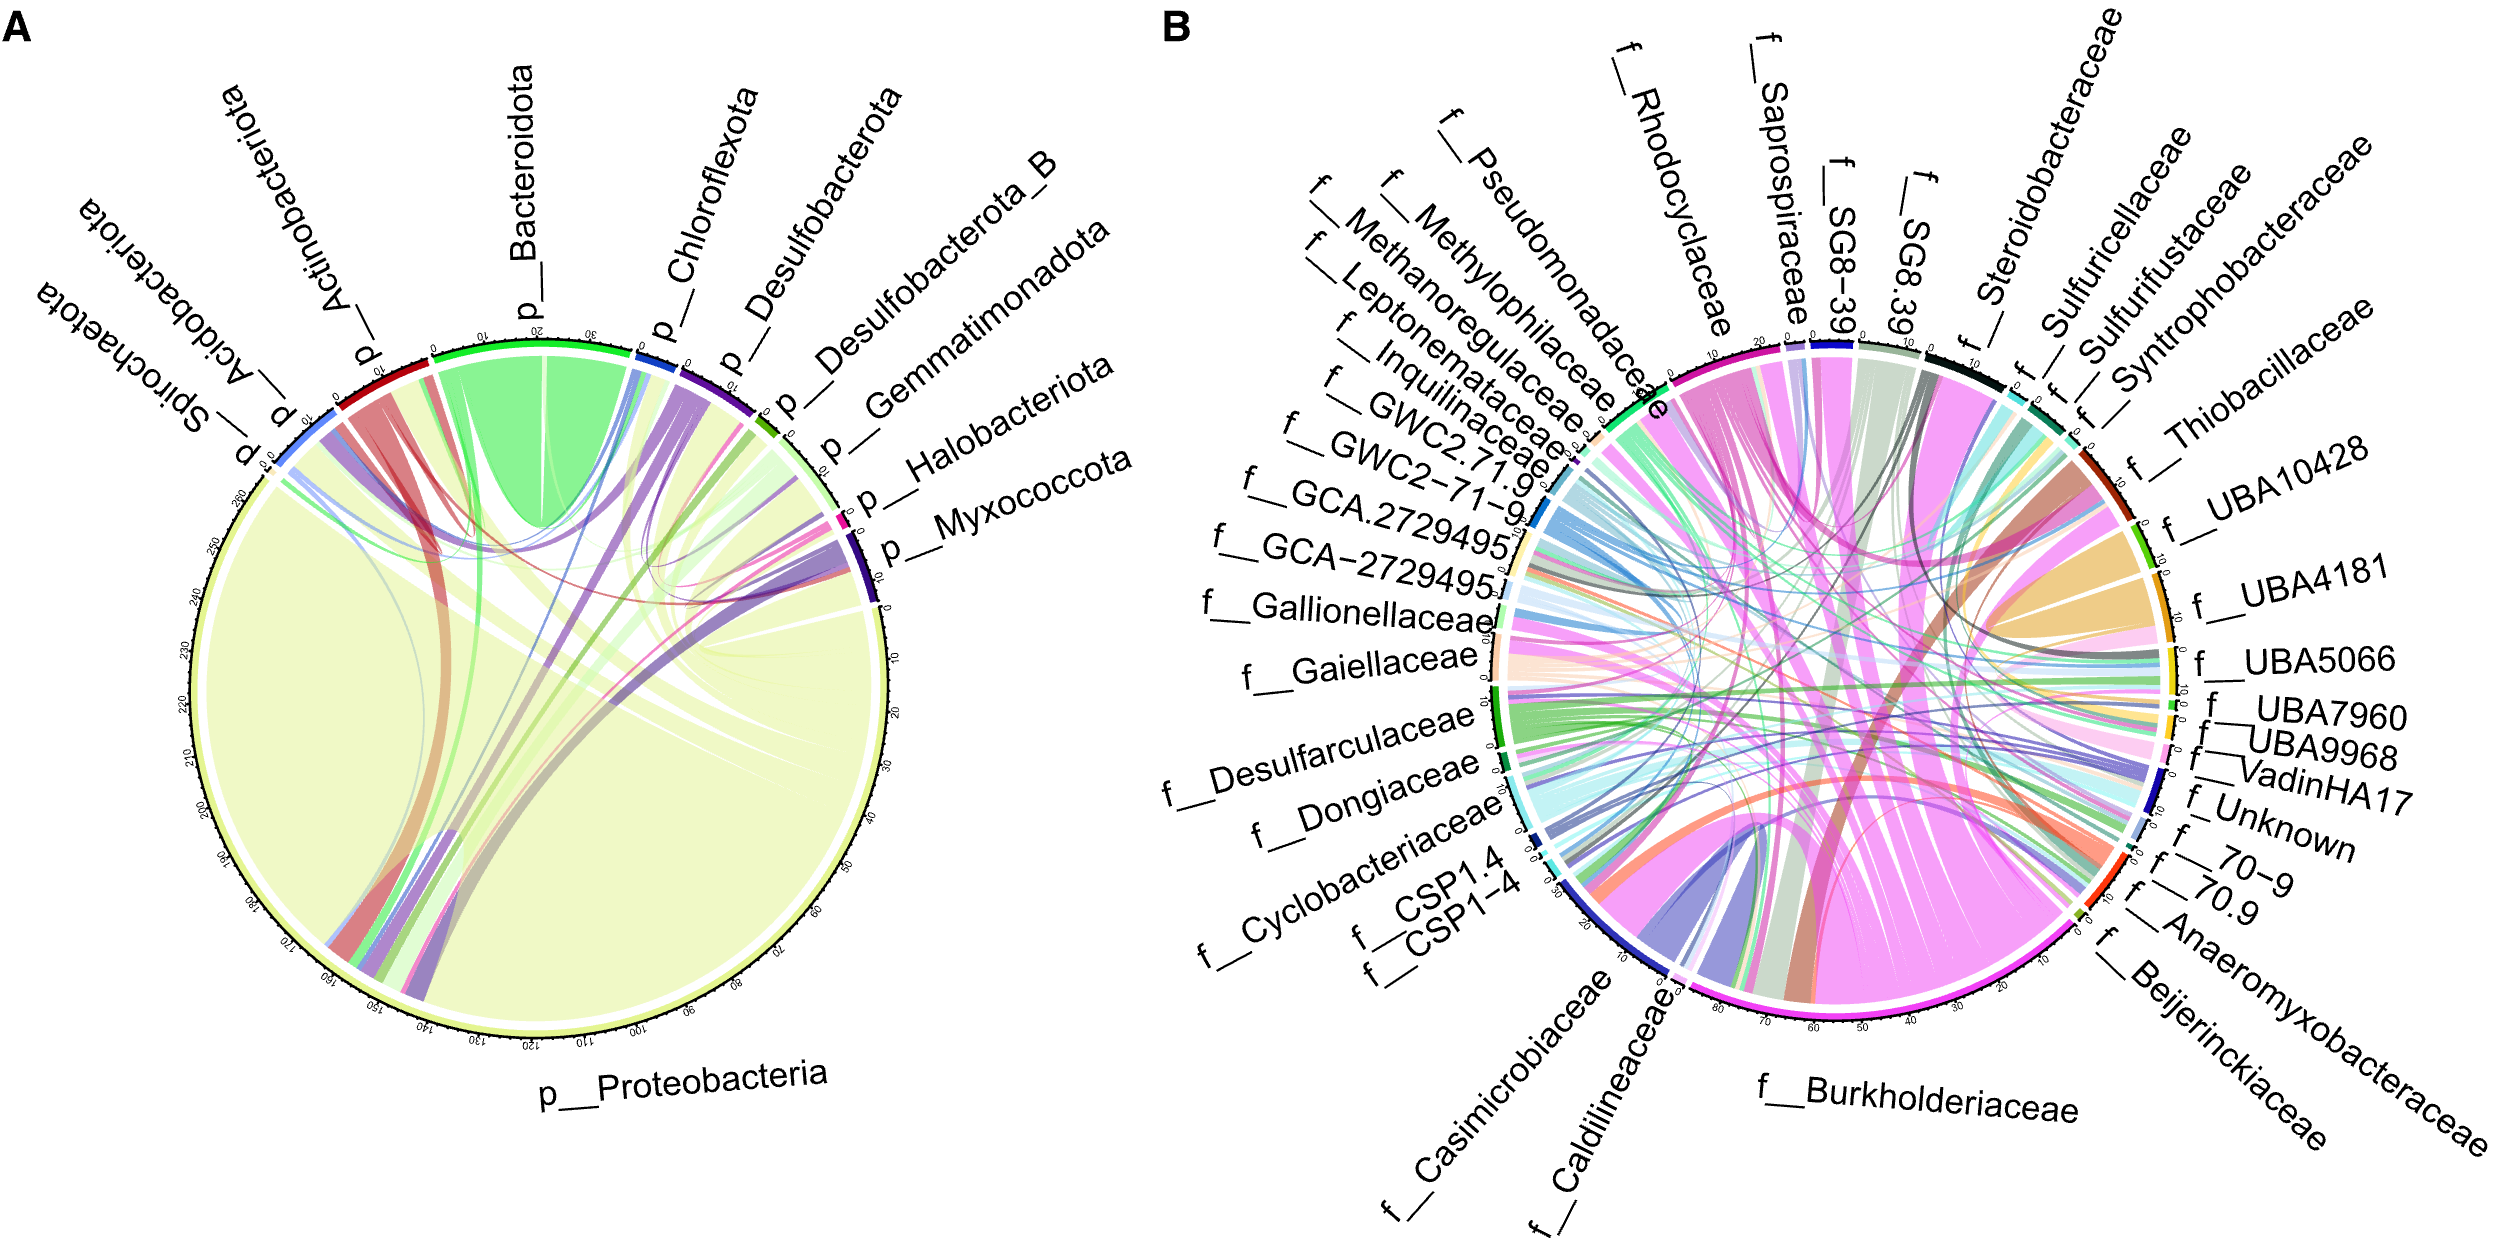 A
p__Spirochaetota
p__Acidobacteriota
p__Actinobacteriota
p__Bacteroidota
p__Chloroflexota
p__Desulfobacterota
p__Desulfobacterota_B
p__Gemmatimonadota
p__Halobacteriota
p__Myxococcota
p__Proteobacteria
B
f__Rhodocyclaceae
f__Saprospiraceae
f__SG8-39
f__SG8.39
f__Steroidobacteraceae
f__Sulfuricellaceae
f__Sulfurifustaceae
f__Syntrophobacteraceae
f__Thiobacillaceae
f__UBA10428
f__UBA4181
f__UBA5066
f__UBA7960
f__UBA9968
f__VadinHA17
f_Unknown
f__70-9
f__70.9
f__Anaeromyxobacteraceae
f__Beijerinckiaceae
f__Burkholderiaceae
f__Caldilineaceae
f__Casimicrobiaceae
f__CSP1-4
f__CSP1.4
f__Cyclobacteriaceae
f__Dongiaceae
f__Desulfarculaceae
f__Gaiellaceae
f__Gallionellaceae
f__GCA-2729495
f__GCA.2729495
f__GWC2-71-9
f__GWC2.71.9
f__Inquilinaceae
f__Leptonemataceae
f__Methanoregulaceae
f__Methylophilaceae
f__Pseudomonadaceae